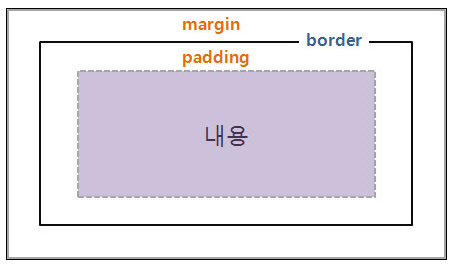 margin
border
padding
내용